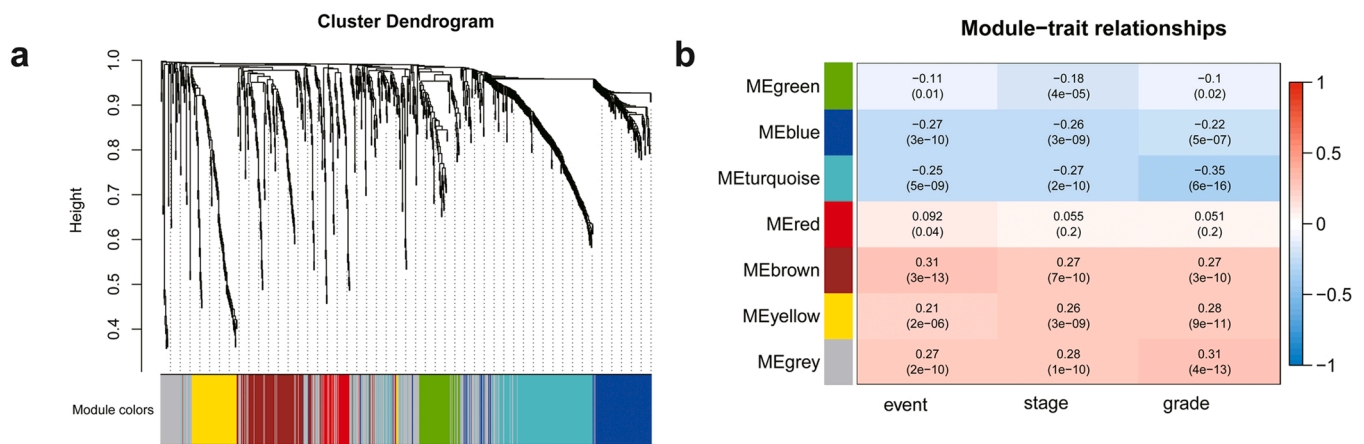 a
Cluster Dendrogram
Height
1.0
0.9
0.8
0.7
0.6
0.5
0.4
Module colors
b
Module−trait relationships
MEgreen
−0.11 −0.18 −0.1
(0.01) (4e−05) (0.02)
MEblue
−0.27 −0.26 −0.22
(3e−10) (3e−09) (5e−07)
MEturquoise
−0.25 −0.27 −0.35
(5e−09) (2e−10) (6e−16)
MEred
0.092 0.055 0.051
(0.04) (0.2) (0.2)
MEbrown
0.31 0.27 0.27
(3e−13) (7e−10) (3e−10)
MEyellow
0.21 0.26 0.28
(2e−06) (3e−09) (9e−11)
MEgrey
0.27 0.28 0.31
(2e−10) (1e−10) (4e−13)
event stage grade
1
0.5
0
−0.5
−1